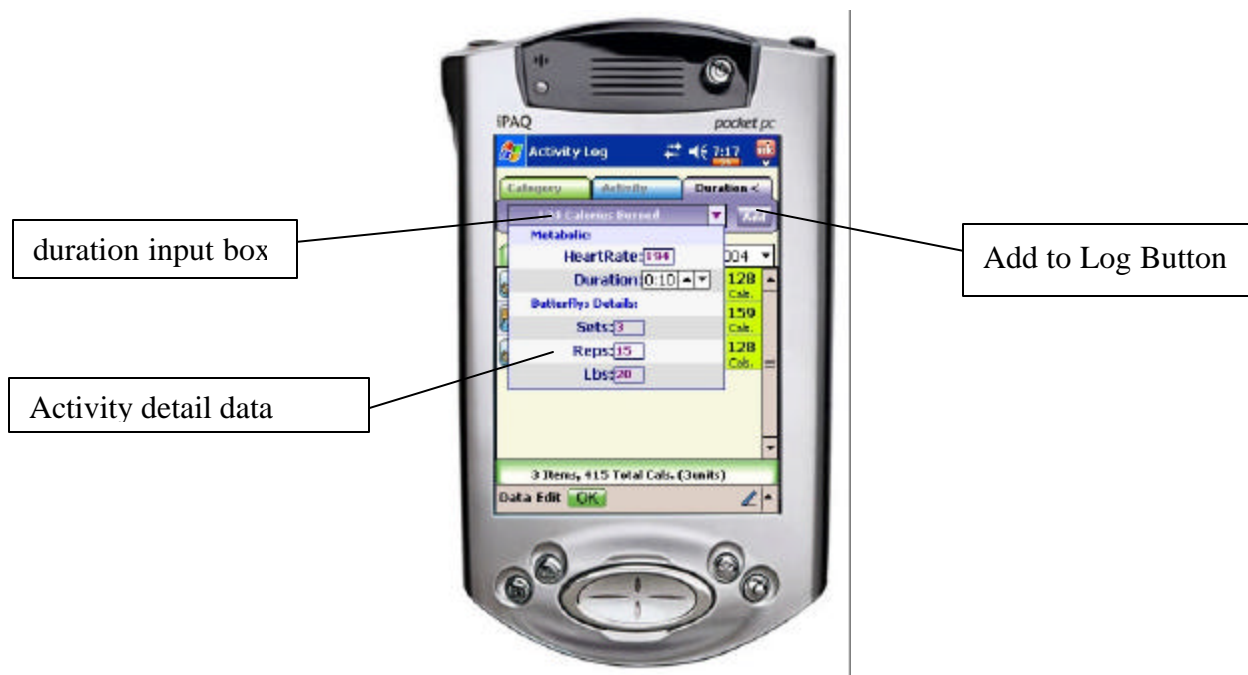 iPAQ pocket pc
Activity Log 7:17
Category Activity Duration <
Calories Burned Add
Metabolic:
HeartRate: 194
004
Duration: 0:10
128
Cals.
Butterfly: Details:
159
Cals.
Sets: 3
Reps: 15
128
Cals.
Lbs: 20
3 Items, 415 Total Cals. (3units)
Data Edit OK
duration input box
Add to Log Button
Activity detail data